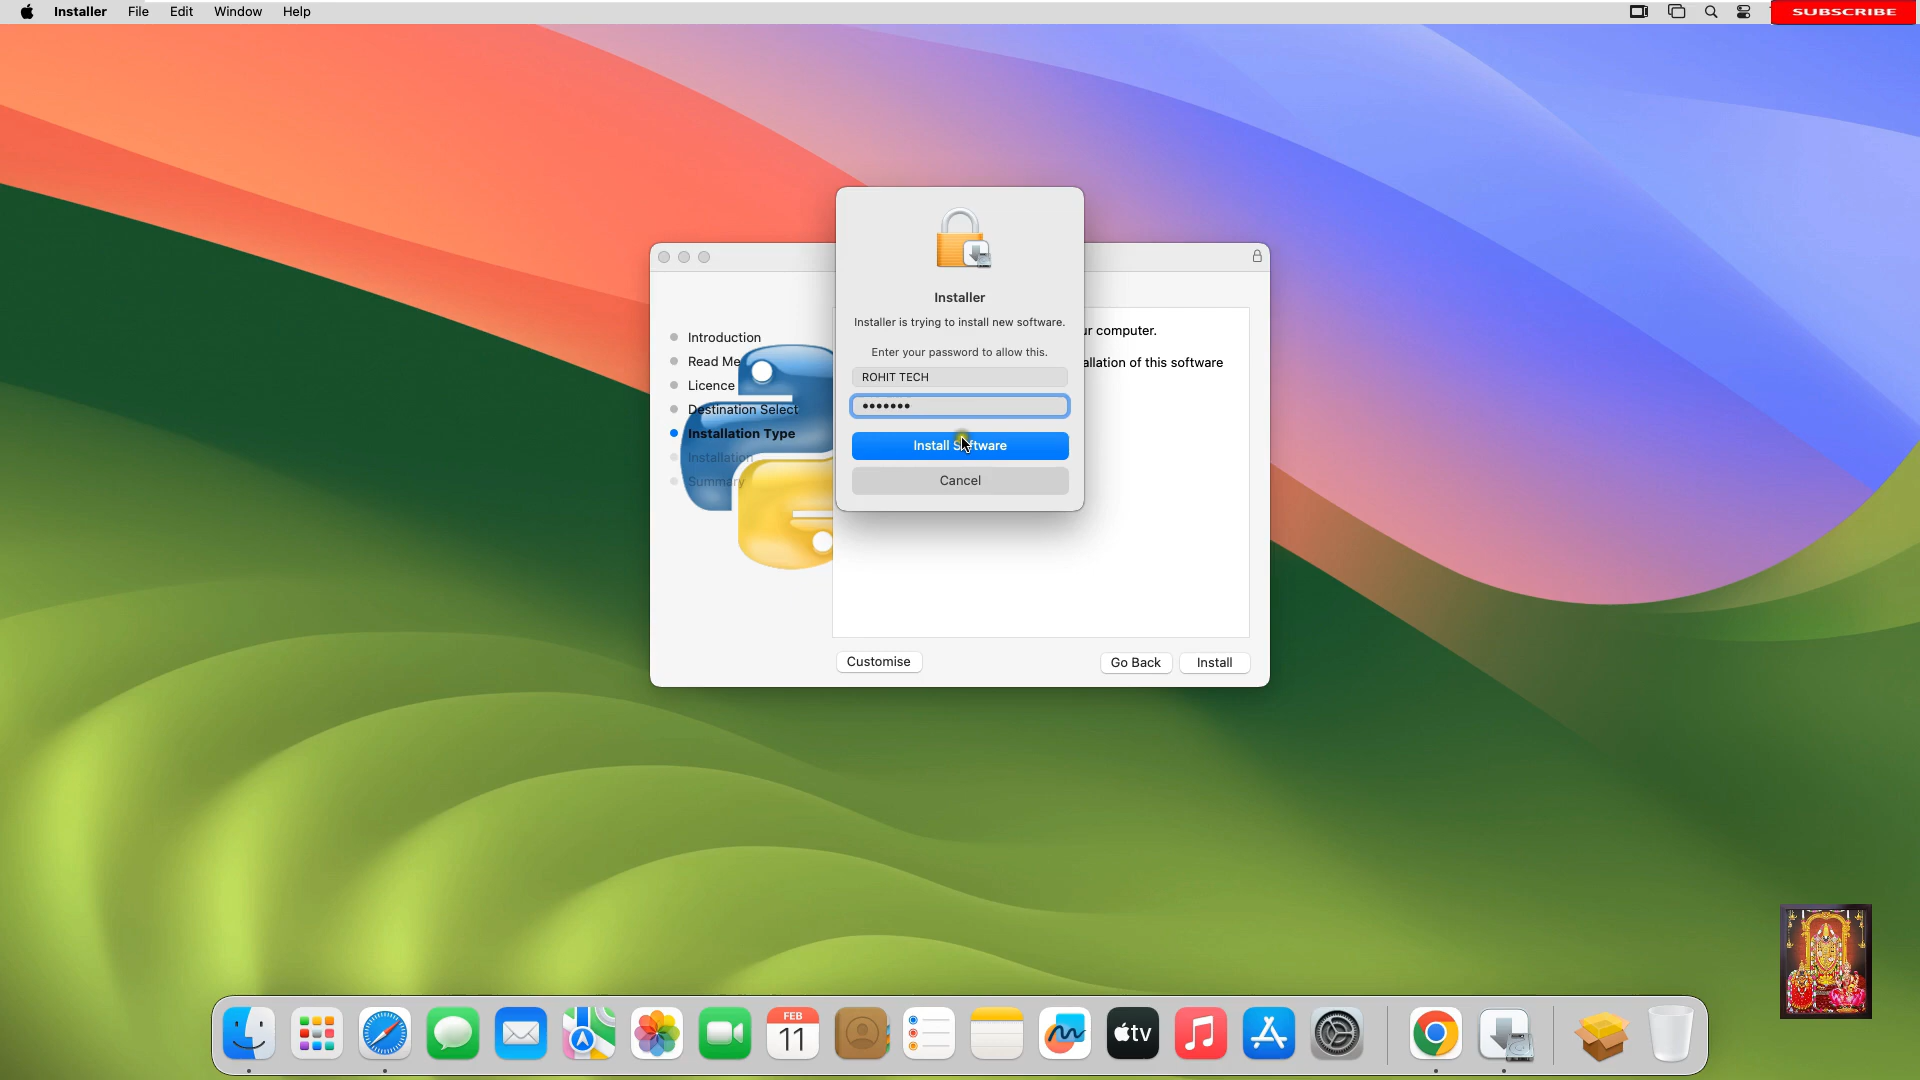 Installer File Edit Window Help
SUBSCRIBE
Installer
Installer is trying to install new software.
Enter your password to allow this.
ROHIT TECH
•••••••
Install Software
Cancel
Introduction
Read Me
Licence
Destination Select
Installation Type
Installation
Summary
ur computer.
allation of this software
Customise
Go Back
Install
FEB
11
tv